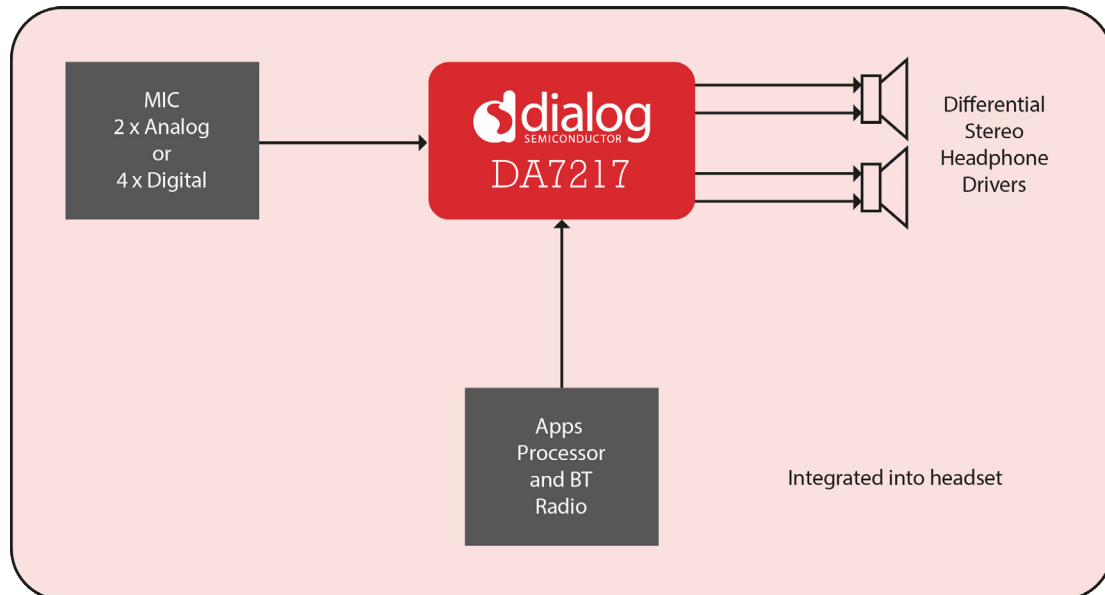 MIC
2 x Analog
or
4 x Digital
dialog
SEMICONDUCTOR
DA7217
Differential
Stereo
Headphone
Drivers
Apps
Processor
and BT
Radio
Integrated into headset